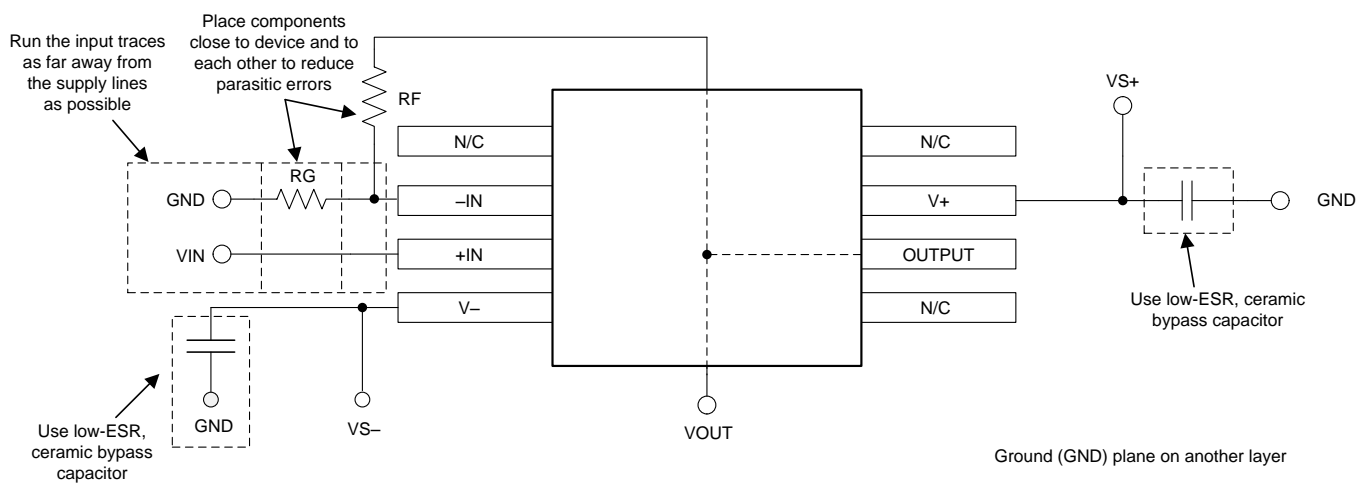 Place components
close to device and to
each other to reduce
parasitic errors
Run the input traces
as far away from
the supply lines
as possible
RF
VS+
N/C
N/C
RG
GND
–IN
V+
GND
VIN
+IN
OUTPUT
V–
N/C
Use low-ESR, ceramic
bypass capacitor
GND
VS–
VOUT
Use low-ESR,
ceramic bypass
capacitor
Ground (GND) plane on another layer